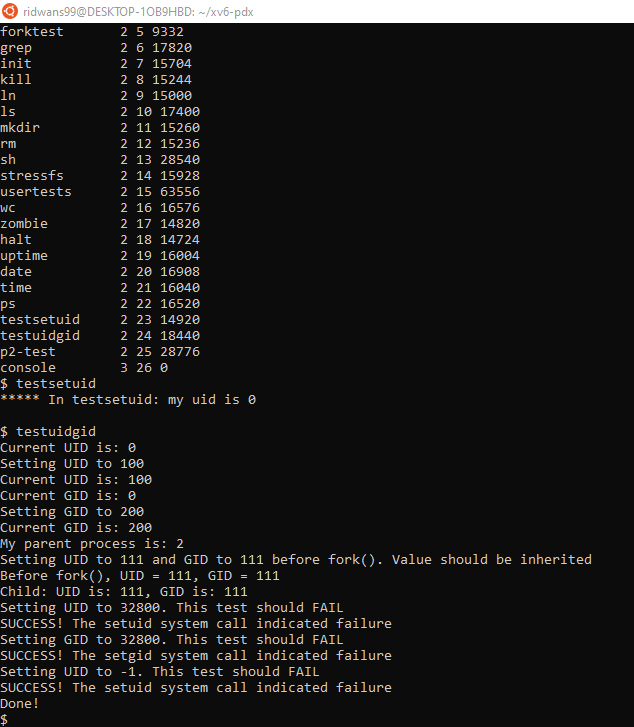 ridwans99@DESKTOP-1OB9HBD: ~/xv6-pdx
forktest       2 5 9332
grep           2 6 17820
init           2 7 15704
kill           2 8 15244
ln             2 9 15000
ls             2 10 17400
mkdir          2 11 15260
rm             2 12 15236
sh             2 13 28540
stressfs       2 14 15928
usertests      2 15 63556
wc             2 16 16576
zombie         2 17 14820
halt           2 18 14724
uptime         2 19 16004
date           2 20 16908
time           2 21 16040
ps             2 22 16520
testsetuid     2 23 14920
testuidgid     2 24 18440
p2-test        2 25 28776
console        3 26 0
$ testsetuid
***** In testsetuid: my uid is 0
$ testuidgid
Current UID is: 0
Setting UID to 100
Current UID is: 100
Current GID is: 0
Setting GID to 200
Current GID is: 200
My parent process is: 2
Setting UID to 111 and GID to 111 before fork(). Value should be inherited
Before fork(), UID = 111, GID = 111
Child: UID is: 111, GID is: 111
Setting UID to 32800. This test should FAIL
SUCCESS! The setuid system call indicated failure
Setting GID to 32800. This test should FAIL
SUCCESS! The setgid system call indicated failure
Setting UID to -1. This test should FAIL
SUCCESS! The setuid system call indicated failure
Done!
$